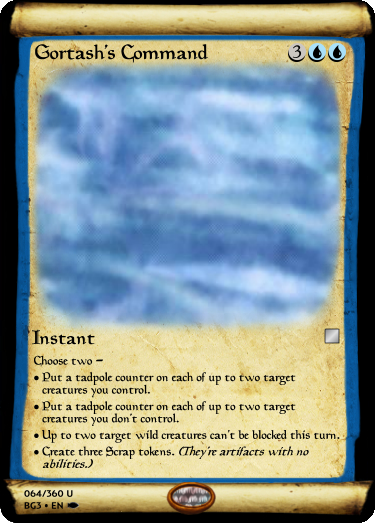 Gortash's Command 3
Instant
Choose two –
• Put a tadpole counter on each of up to two target
creatures you control.
• Put a tadpole counter on each of up to two target
creatures you don't control.
• Up to two target wild creatures can't be blocked this turn.
• Create three Scrap tokens. (They're artifacts with no
abilities.)
064/360 U
BG3 • EN